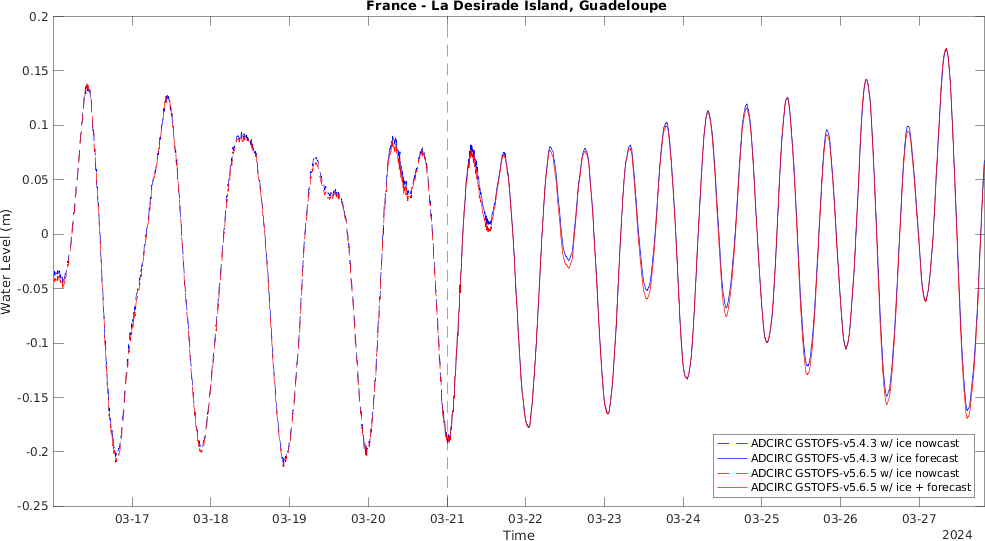 France - La Desirade Island, Guadeloupe
0.2
0.15
0.1
0.05
0
-0.05
-0.1
-0.15
-0.2
-0.25
Water Level (m)
ADCIRC GSTOFS-v5.4.3 w/ ice nowcast
ADCIRC GSTOFS-v5.4.3 w/ ice forecast
ADCIRC GSTOFS-v5.6.5 w/ ice nowcast
ADCIRC GSTOFS-v5.6.5 w/ ice + forecast
03-17 03-18 03-19 03-20 03-21 03-22 03-23 03-24 03-25 03-26 03-27
Time
2024